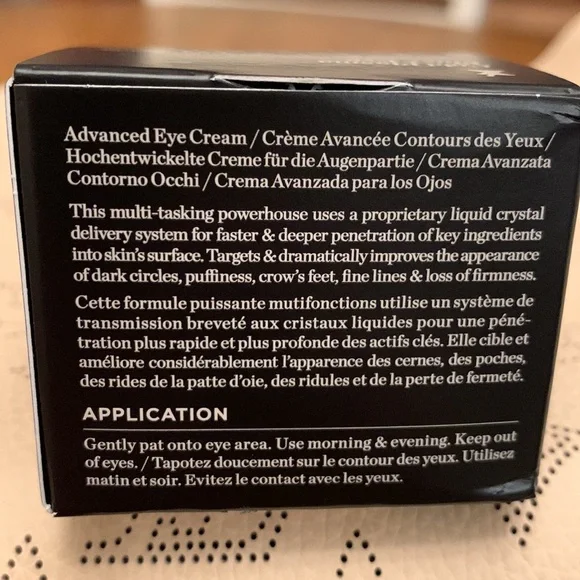 Advanced Eye Cream / Crème Avancée Contours des Yeux /
Hochentwickelte Creme für die Augenpartie / Crema Avanzata
Contorno Occhi / Crema Avanzada para los Ojos
This multi-tasking powerhouse uses a proprietary liquid crystal
delivery system for faster & deeper penetration of key ingredients
into skin's surface. Targets & dramatically improves the appearance
of dark circles, puffiness, crow's feet, fine lines & loss of firmness.
Cette formule puissante mutifonctions utilise un système de
transmission breveté aux cristaux liquides pour une péné-
tration plus rapide et plus profonde des actifs clés. Elle cible et
améliore considérablement l'apparence des cernes, des poches,
des rides de la patte d'oie, des ridules et de la perte de fermeté.
APPLICATION
Gently pat onto eye area. Use morning & evening. Keep out
of eyes. / Tapotez doucement sur le contour des yeux. Utilisez
matin et soir. Evitez le contact avec les yeux.